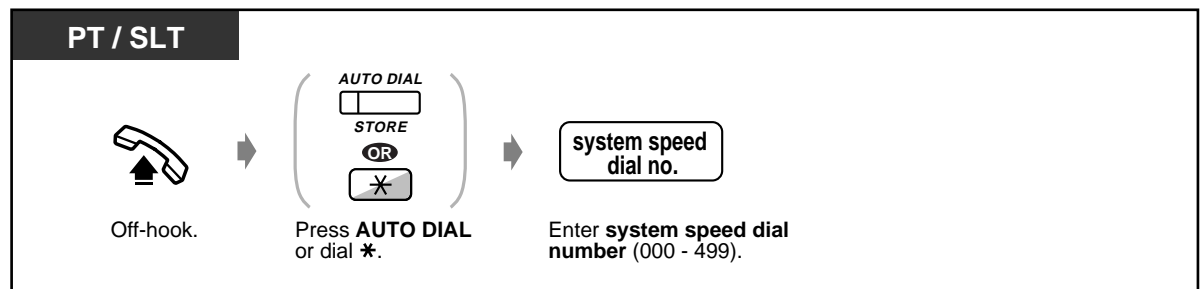 PT / SLT
AUTO DIAL
STORE
OR
system speed
dial no.
Off-hook.
Press AUTO DIAL
or dial *.
Enter system speed dial
number (000 - 499).